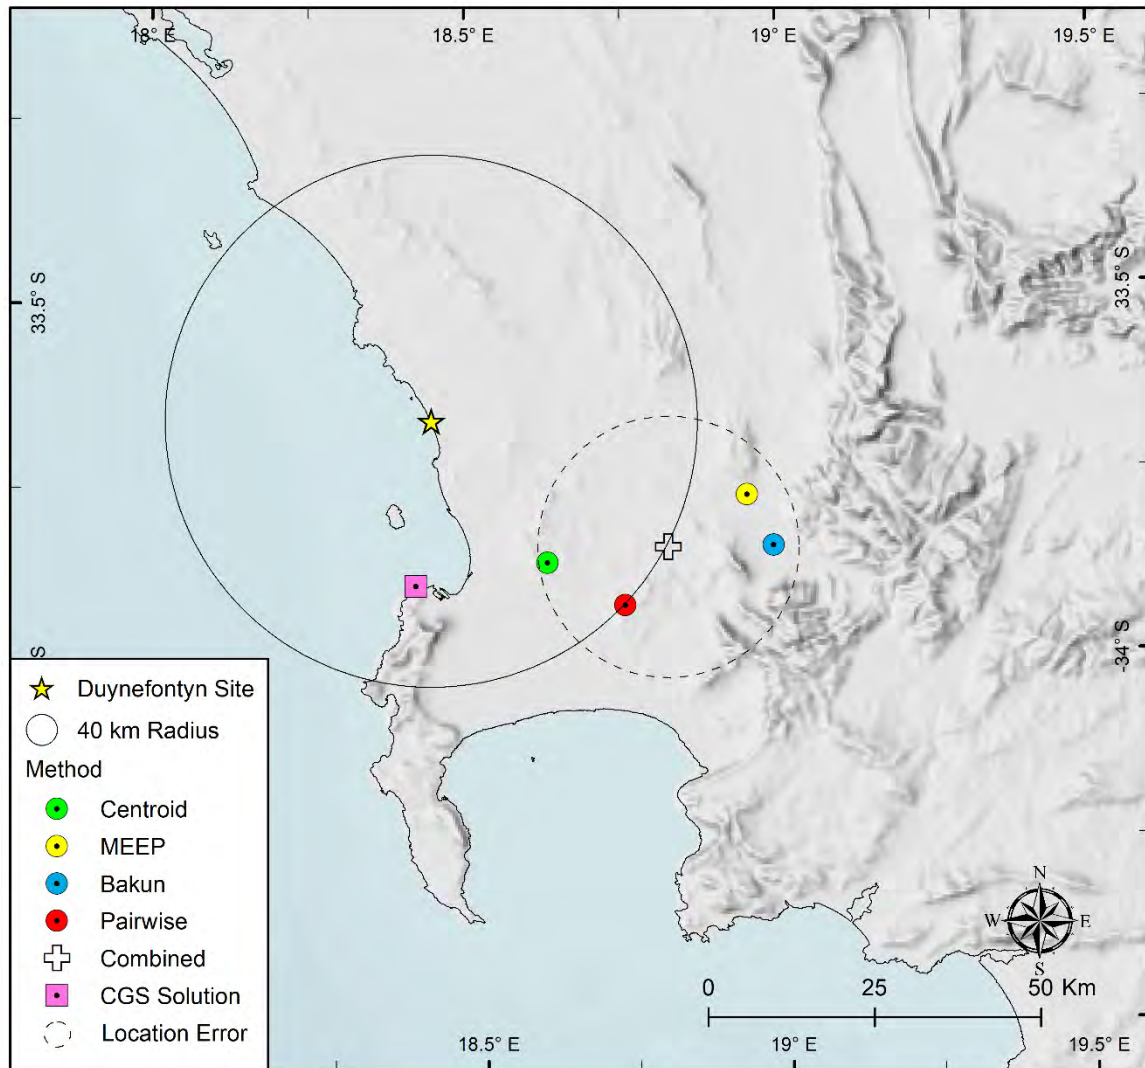 18° E
18.5° E
19° E
19.5° E
33.5° S
33.5° S
S
-34° S
Duynefontyn Site
40 km Radius
Method
Centroid
MEEP
Bakun
Pairwise
Combined
CGS Solution
Location Error
N
W
E
S
0
25
50 Km
18.5° E
19° E
19.5° E